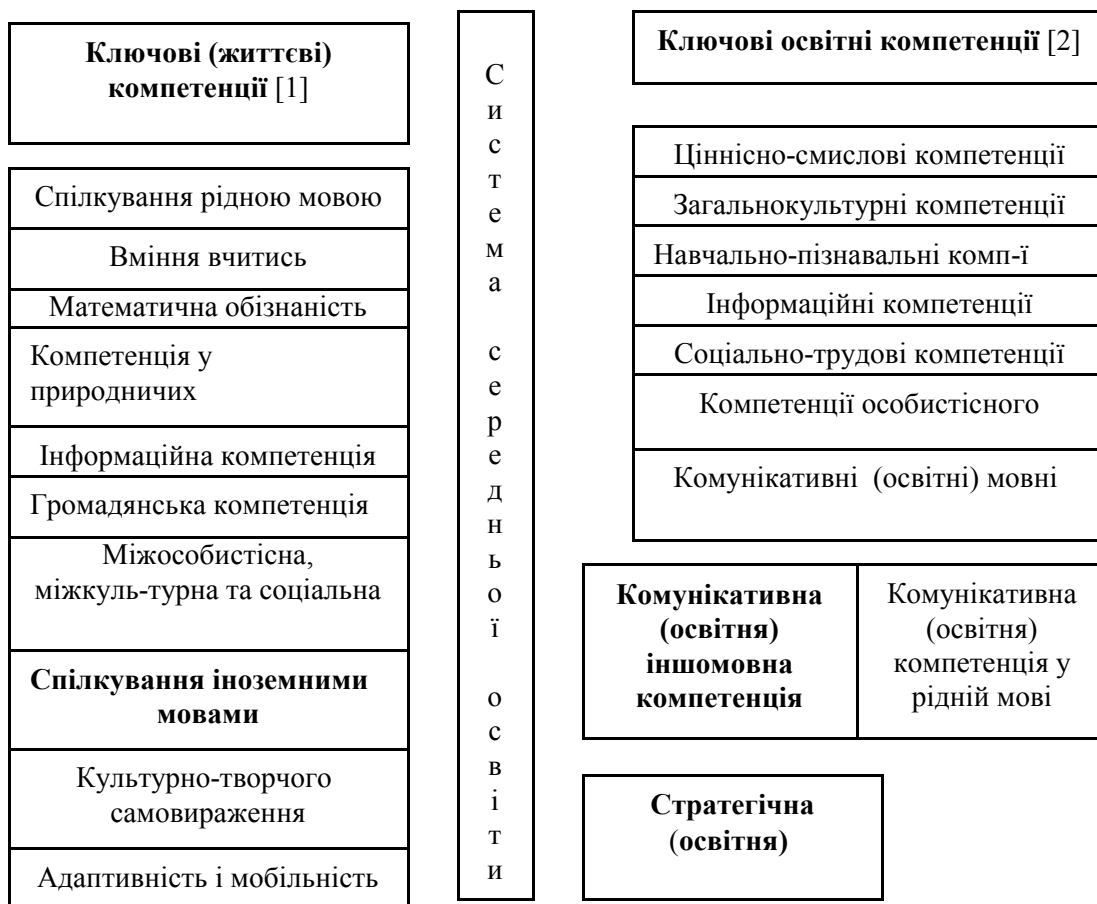 Ключові (життєві)
компетенції [1]
Спілкування рідною мовою
Вміння вчитись
Математична обізнаність
Компетенція у
природничих
Інформаційна компетенція
Громадянська компетенція
Міжособистісна,
міжкуль-турна та соціальна
Спілкування іноземними
мовами
Культурно-творчого
самовираження
Адаптивність і мобільність
Система середньої освіти
Ключові освітні компетенції [2]
Ціннісно-смислові компетенції
Загальнокультурні компетенції
Навчально-пізнавальні комп-ї
Інформаційні компетенції
Соціально-трудові компетенції
Компетенції особистісного
Комунікативні (освітні) мовні
Комунікативна
(освітня)
іншомовна
компетенція
Комунікативна
(освітня)
компетенція у
рідній мові
Стратегічна
(освітня)